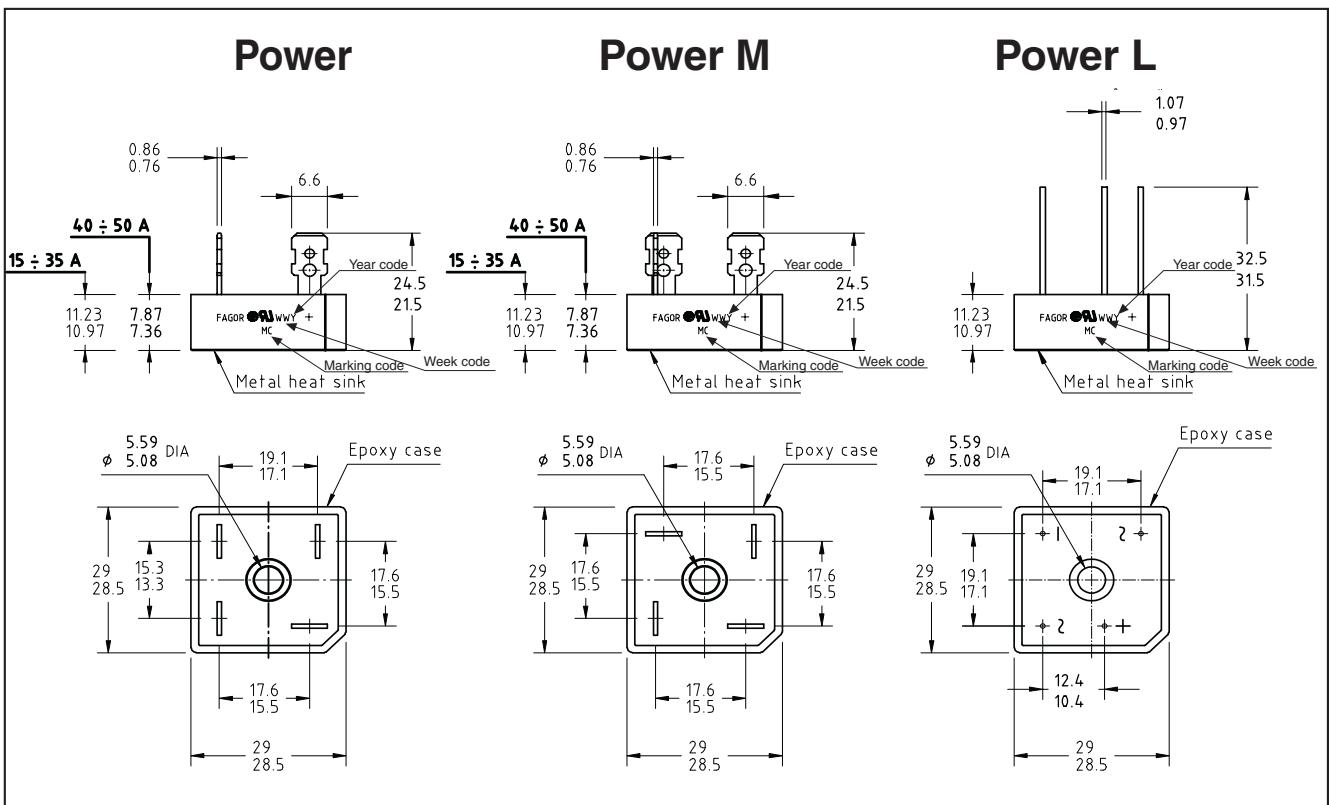 Power
0.86
0.76
6.6
40 ÷ 50 A
15 ÷ 35 A
11.23
10.97
7.87
7.36
FAGOR RU WWY +
MC
Year code
24.5
21.5
Week code
Marking code
Metal heat sink
ø 5.59
5.08 DIA
19.1
17.1
Epoxy case
29
28.5
15.3
13.3
17.6
15.5
17.6
15.5
29
28.5
Power M
0.86
0.76
6.6
40 ÷ 50 A
15 ÷ 35 A
11.23
10.97
7.87
7.36
FAGOR RU WWY +
MC
Year code
24.5
21.5
Week code
Marking code
Metal heat sink
ø 5.59
5.08 DIA
17.6
15.5
Epoxy case
29
28.5
17.6
15.5
17.6
15.5
17.6
15.5
29
28.5
Power L
1.07
0.97
11.23
10.97
FAGOR RU WWY +
MC
Year code
32.5
31.5
Week code
Marking code
Metal heat sink
ø 5.59
5.08 DIA
19.1
17.1
Epoxy case
29
28.5
19.1
17.1
12.4
10.4
29
28.5